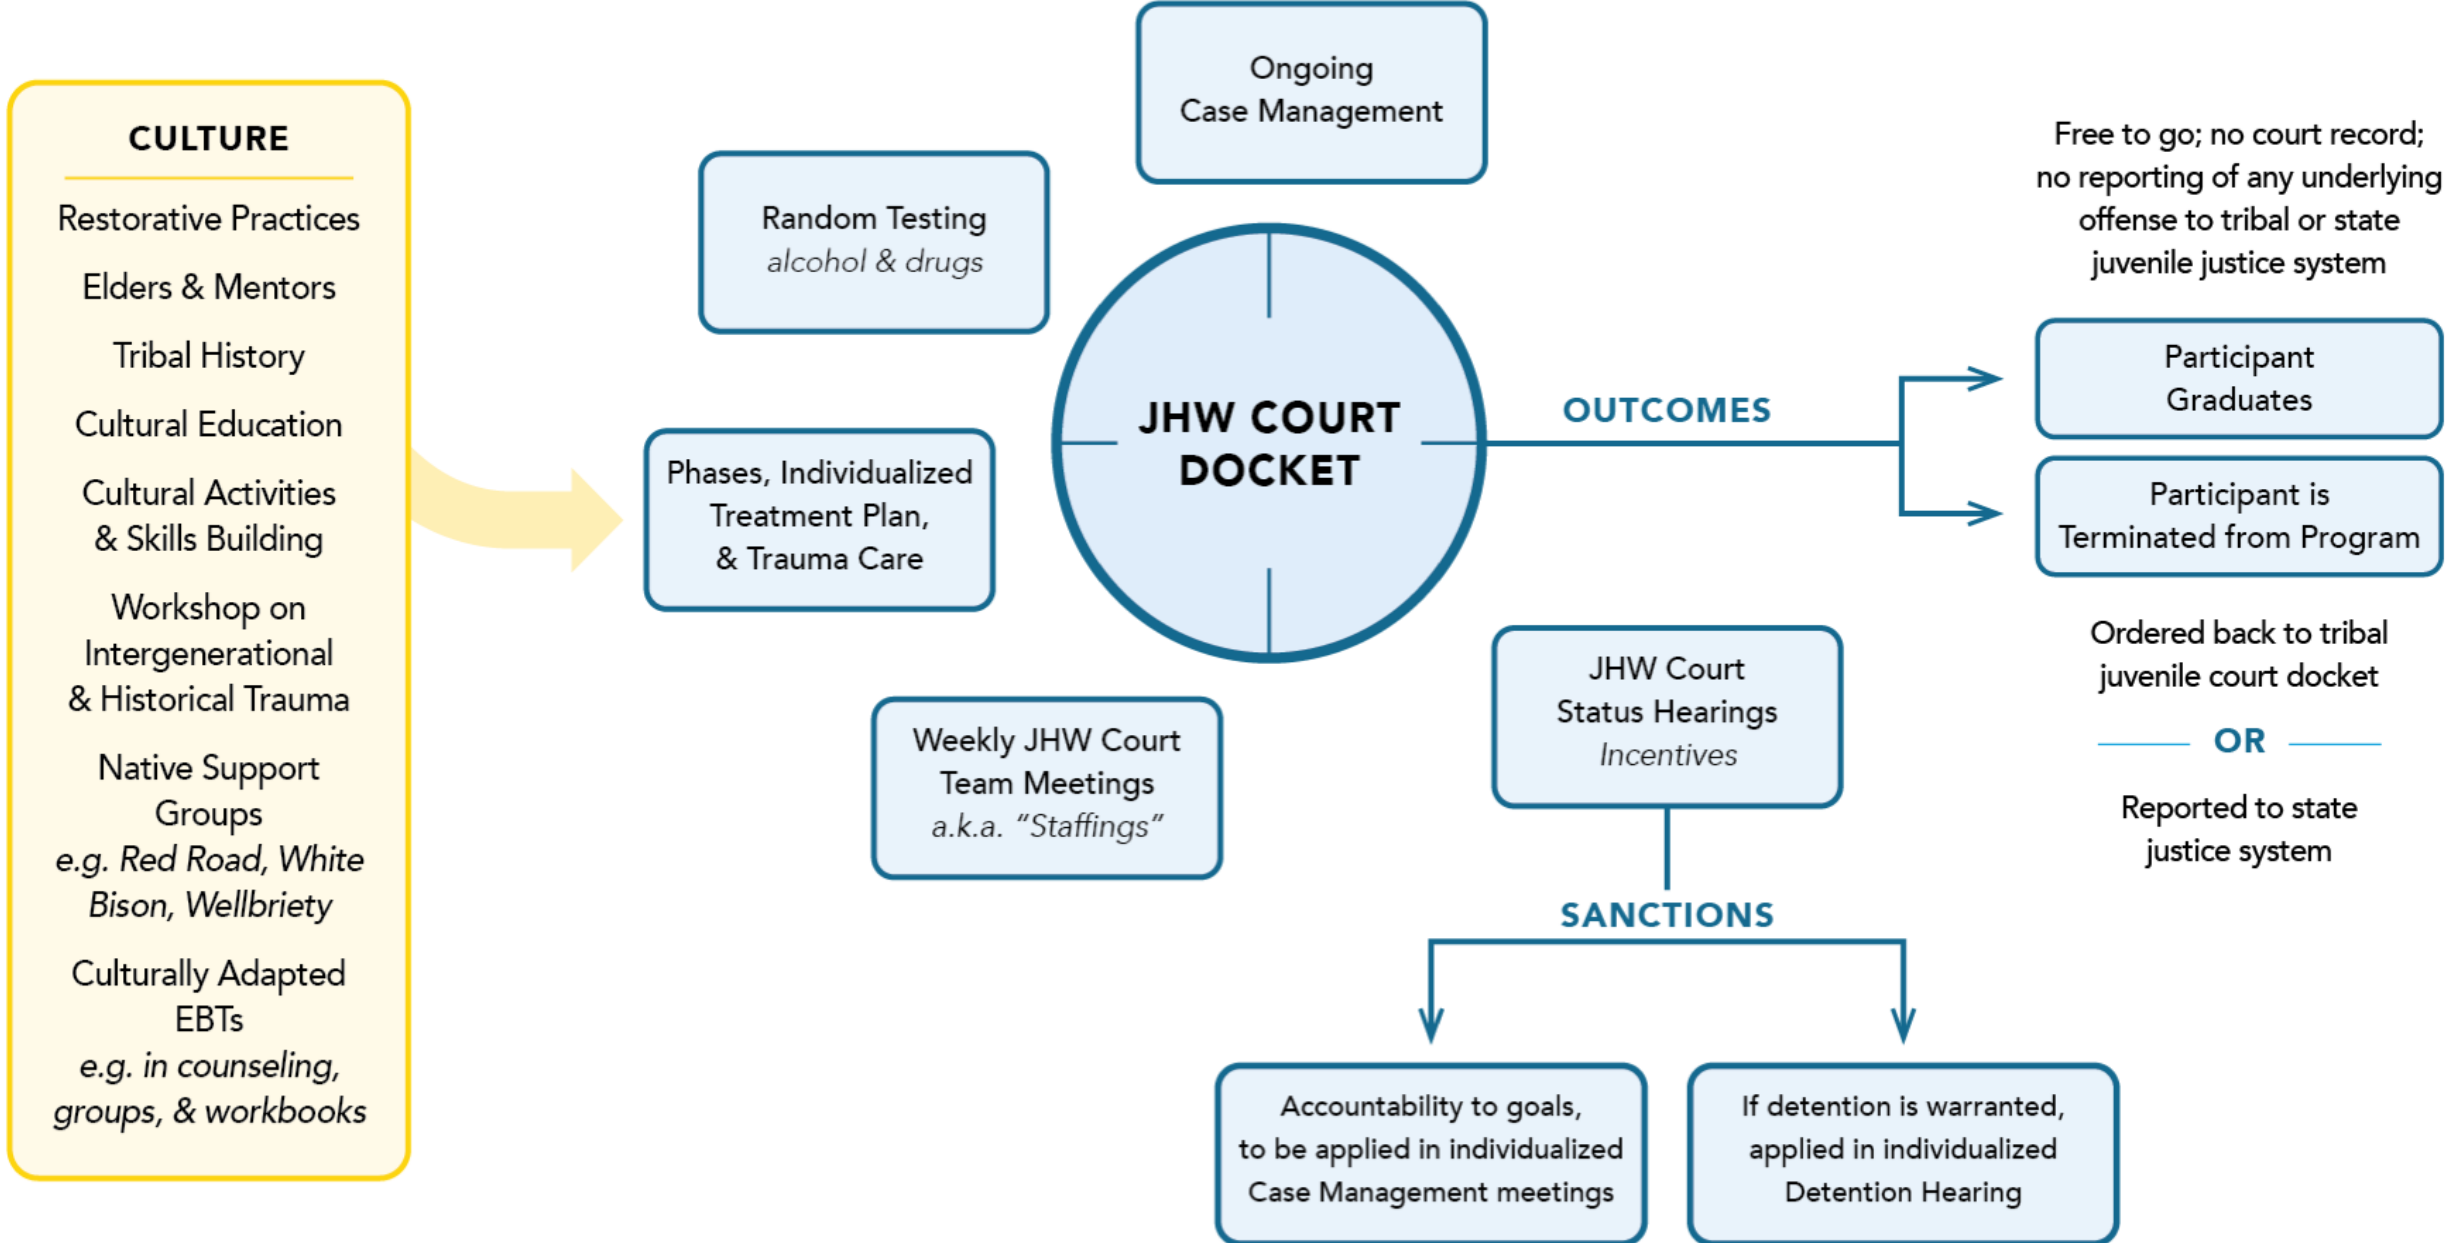 CULTURE
Restorative Practices
Elders & Mentors
Tribal History
Cultural Education
Cultural Activities
& Skills Building
Workshop on
Intergenerational
& Historical Trauma
Native Support
Groups
e.g. Red Road, White
Bison, Wellbriety
Culturally Adapted
EBTs
e.g. in counseling,
groups, & workbooks
Ongoing
Case Management
Random Testing
alcohol & drugs
Phases, Individualized
Treatment Plan,
& Trauma Care
Weekly JHW Court
Team Meetings
a.k.a. “Staffings”
JHW COURT
DOCKET
JHW Court
Status Hearings
Incentives
SANCTIONS
Accountability to goals,
to be applied in individualized
Case Management meetings
If detention is warranted,
applied in individualized
Detention Hearing
OUTCOMES
Free to go; no court record;
no reporting of any underlying
offense to tribal or state
juvenile justice system
Participant
Graduates
Participant is
Terminated from Program
Ordered back to tribal
juvenile court docket
OR
Reported to state
justice system